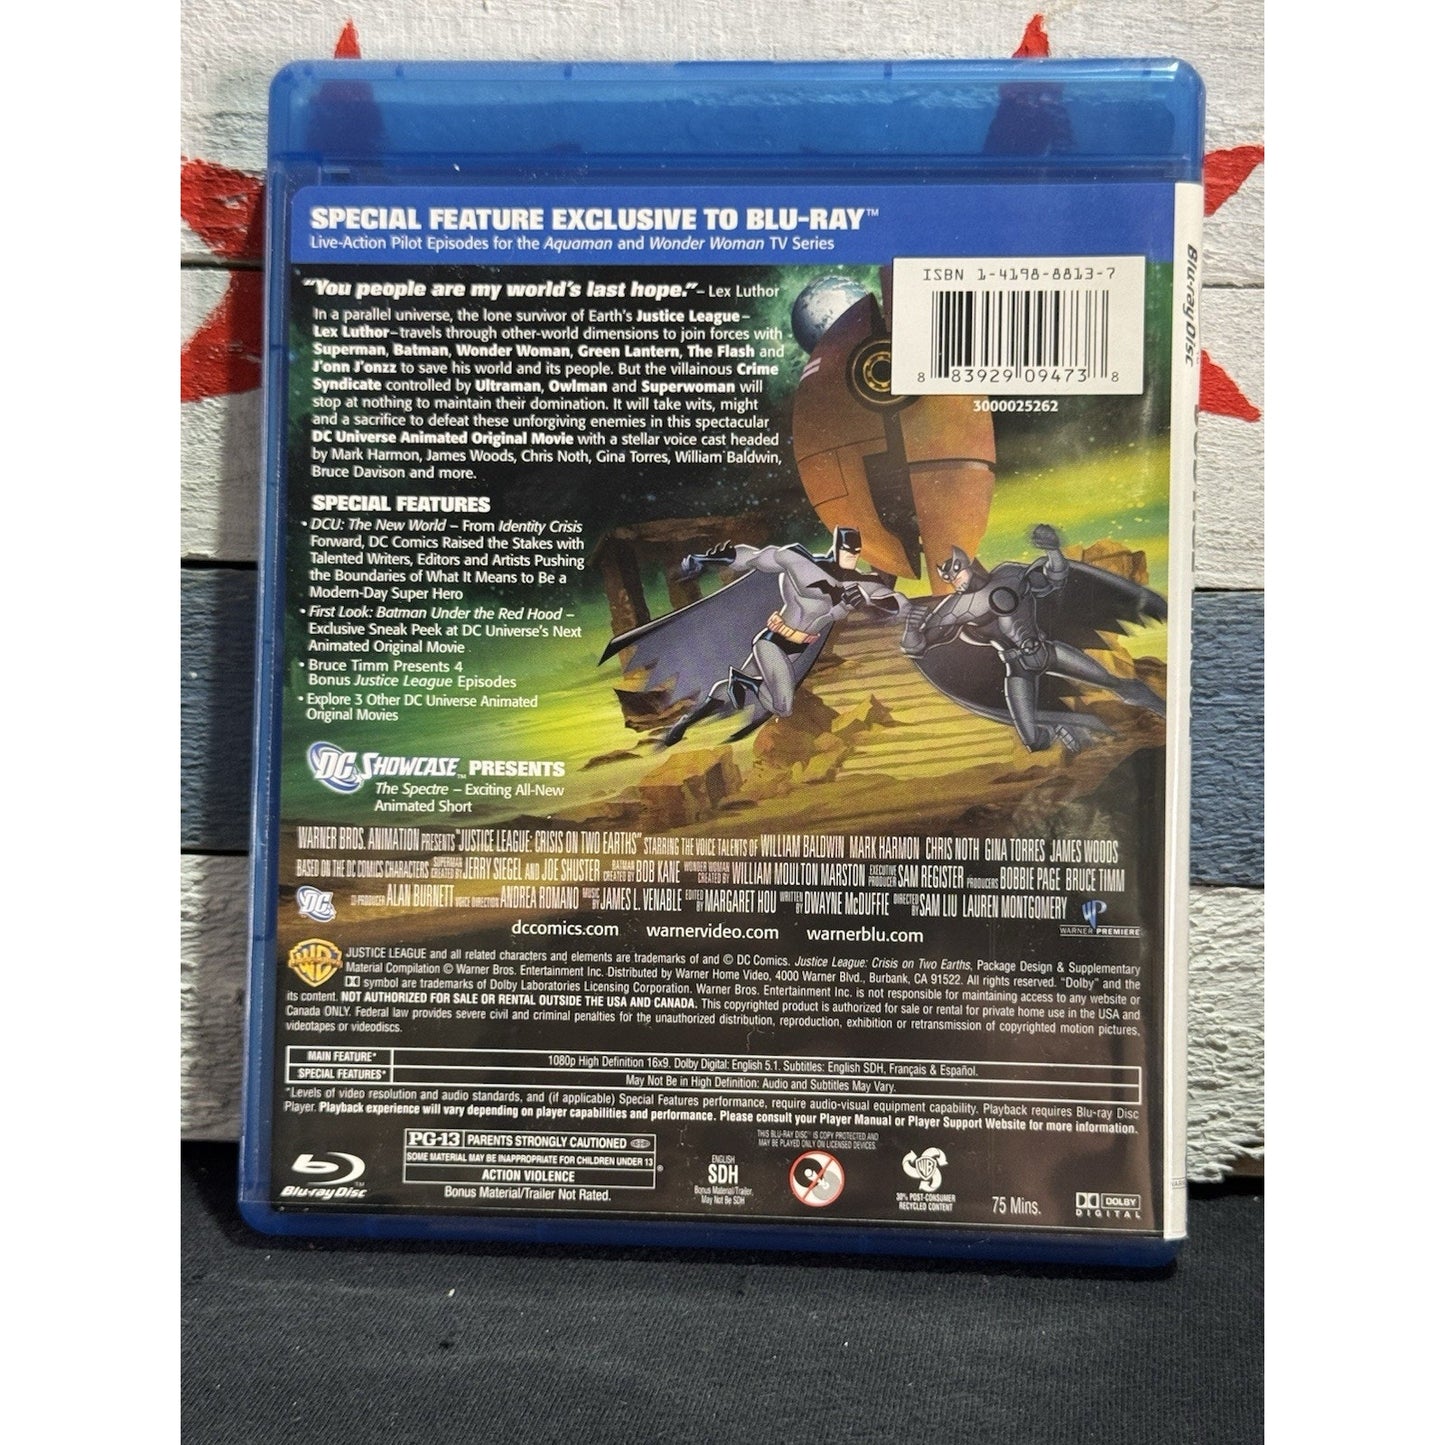 SPECIAL FEATURE EXCLUSIVE TO BLU-RAY™
Live-Action Pilot Episodes for the Aquaman and Wonder Woman TV Series
"You people are my world's last hope."– Lex Luthor
In a parallel universe, the lone survivor of Earth's Justice League–
Lex Luthor–travels through other-world dimensions to join forces with
Superman, Batman, Wonder Woman, Green Lantern, The Flash and
J'onn J'onzz to save his world and its people. But the villainous Crime
Syndicate controlled by Ultraman, Owlman and Superwoman will
stop at nothing to maintain their domination. It will take wits, might
and a sacrifice to defeat these unforgiving enemies in this spectacular
DC Universe Animated Original Movie with a stellar voice cast headed
by Mark Harmon, James Woods, Chris Noth, Gina Torres, William Baldwin,
Bruce Davison and more.
ISBN 1-4198-8813-7
8 83929 09473 8
3000025262
Blu-ray Disc
SPECIAL FEATURES
• DCU: The New World – From Identity Crisis
Forward, DC Comics Raised the Stakes with
Talented Writers, Editors and Artists Pushing
the Boundaries of What It Means to Be a
Modern-Day Super Hero
• First Look: Batman Under the Red Hood –
Exclusive Sneak Peek at DC Universe's Next
Animated Original Movie
• Bruce Timm Presents 4
Bonus Justice League Episodes
• Explore 3 Other DC Universe Animated
Original Movies
DC SHOWCASE™ PRESENTS
The Spectre – Exciting All-New
Animated Short
WARNER BROS. ANIMATION PRESENTS "JUSTICE LEAGUE: CRISIS ON TWO EARTHS" STARRING THE VOICE TALENTS OF WILLIAM BALDWIN MARK HARMON CHRIS NOTH GINA TORRES JAMES WOODS
BASED ON THE DC COMICS CHARACTERS SUPERMAN CREATED BY JERRY SIEGEL AND JOE SHUSTER BATMAN CREATED BY BOB KANE WONDER WOMAN CREATED BY WILLIAM MOULTON MARSTON EXECUTIVE PRODUCER SAM REGISTER PRODUCERS BOBBIE PAGE BRUCE TIMM
DC CO-PRODUCER ALAN BURNETT VOICE DIRECTION ANDREA ROMANO MUSIC BY JAMES L. VENABLE EDITED BY MARGARET HOU WRITTEN BY DWAYNE McDUFFIE DIRECTED BY SAM LIU LAUREN MONTGOMERY WP
WARNER PREMIERE
dccomics.com warnervideo.com warnerblu.com
WB JUSTICE LEAGUE and all related characters and elements are trademarks of and © DC Comics. Justice League: Crisis on Two Earths, Package Design & Supplementary
Material Compilation © Warner Bros. Entertainment Inc. Distributed by Warner Home Video, 4000 Warner Blvd., Burbank, CA 91522. All rights reserved. "Dolby" and the
symbol are trademarks of Dolby Laboratories Licensing Corporation. Warner Bros. Entertainment Inc. is not responsible for maintaining access to any website or
its content. NOT AUTHORIZED FOR SALE OR RENTAL OUTSIDE THE USA AND CANADA. This copyrighted product is authorized for sale or rental for private home use in the USA and
Canada ONLY. Federal law provides severe civil and criminal penalties for the unauthorized distribution, reproduction, exhibition or retransmission of copyrighted motion pictures,
videotapes or videodiscs.
MAIN FEATURE* 1080p High Definition 16x9. Dolby Digital: English 5.1. Subtitles: English SDH, Français & Español.
SPECIAL FEATURES* May Not Be in High Definition: Audio and Subtitles May Vary.
*Levels of video resolution and audio standards, and (if applicable) Special Features performance, require audio-visual equipment capability. Playback requires Blu-ray Disc
Player. Playback experience will vary depending on player capabilities and performance. Please consult your Player Manual or Player Support Website for more information.
Blu-ray Disc™
PG-13 PARENTS STRONGLY CAUTIONED
SOME MATERIAL MAY BE INAPPROPRIATE FOR CHILDREN UNDER 13
ACTION VIOLENCE
®
Bonus Material/Trailer Not Rated.
ENGLISH
SDH
Bonus Material/Trailer
May Not Be SDH
THIS BLU-RAY DISC™ IS COPY PROTECTED AND
MAY BE PLAYED ONLY ON LICENSED DEVICES.
WB
30% POST-CONSUMER
RECYCLED CONTENT
75 Mins.
DOLBY
DIGITAL